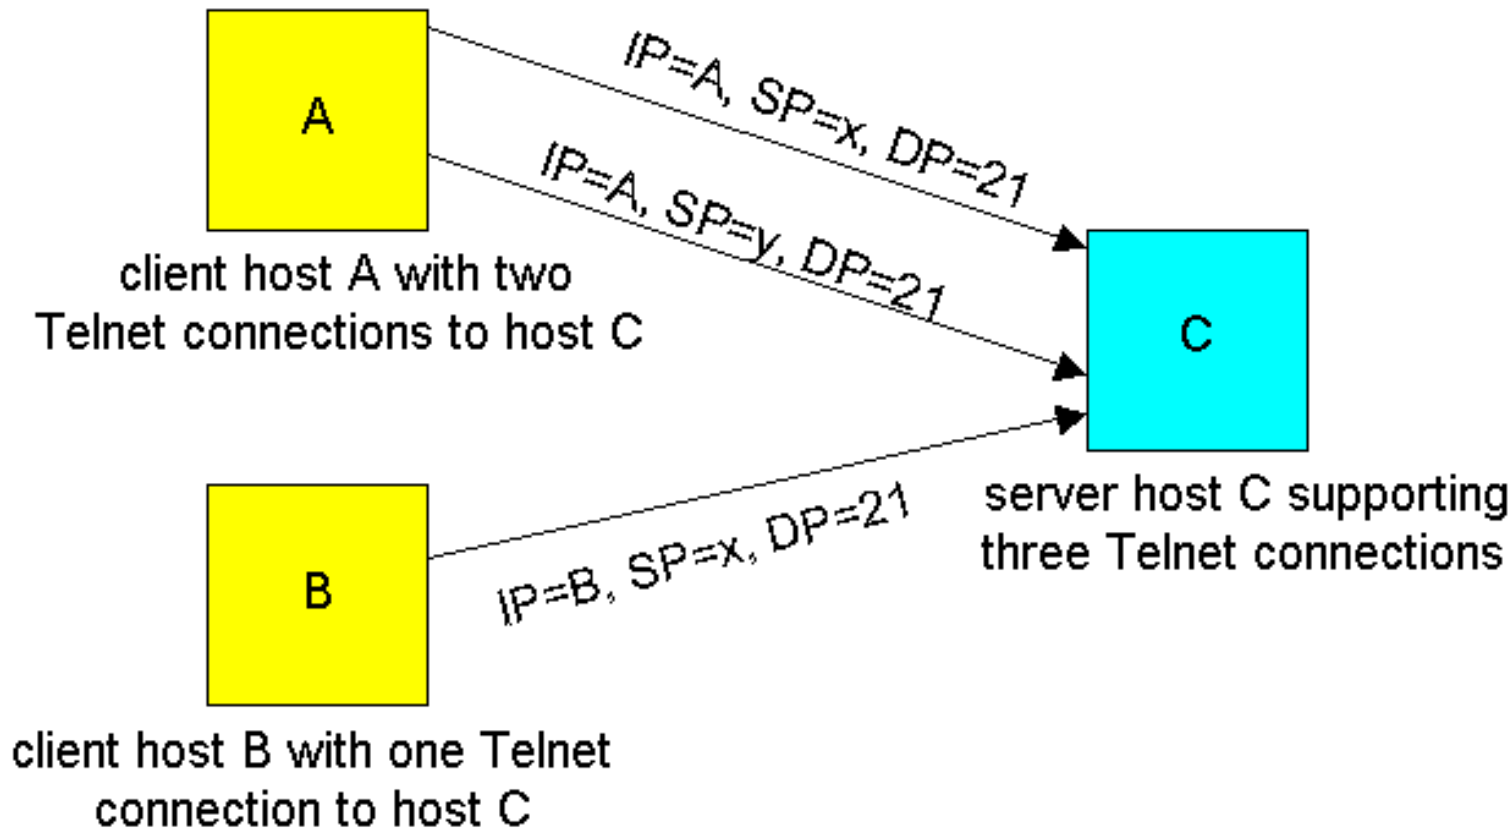 A
IP=A, SP=x, DP=21
IP=A, SP=y, DP=21
client host A with two
Telnet connections to host C
C
server host C supporting
three Telnet connections
B
IP=B, SP=x, DP=21
client host B with one Telnet
connection to host C